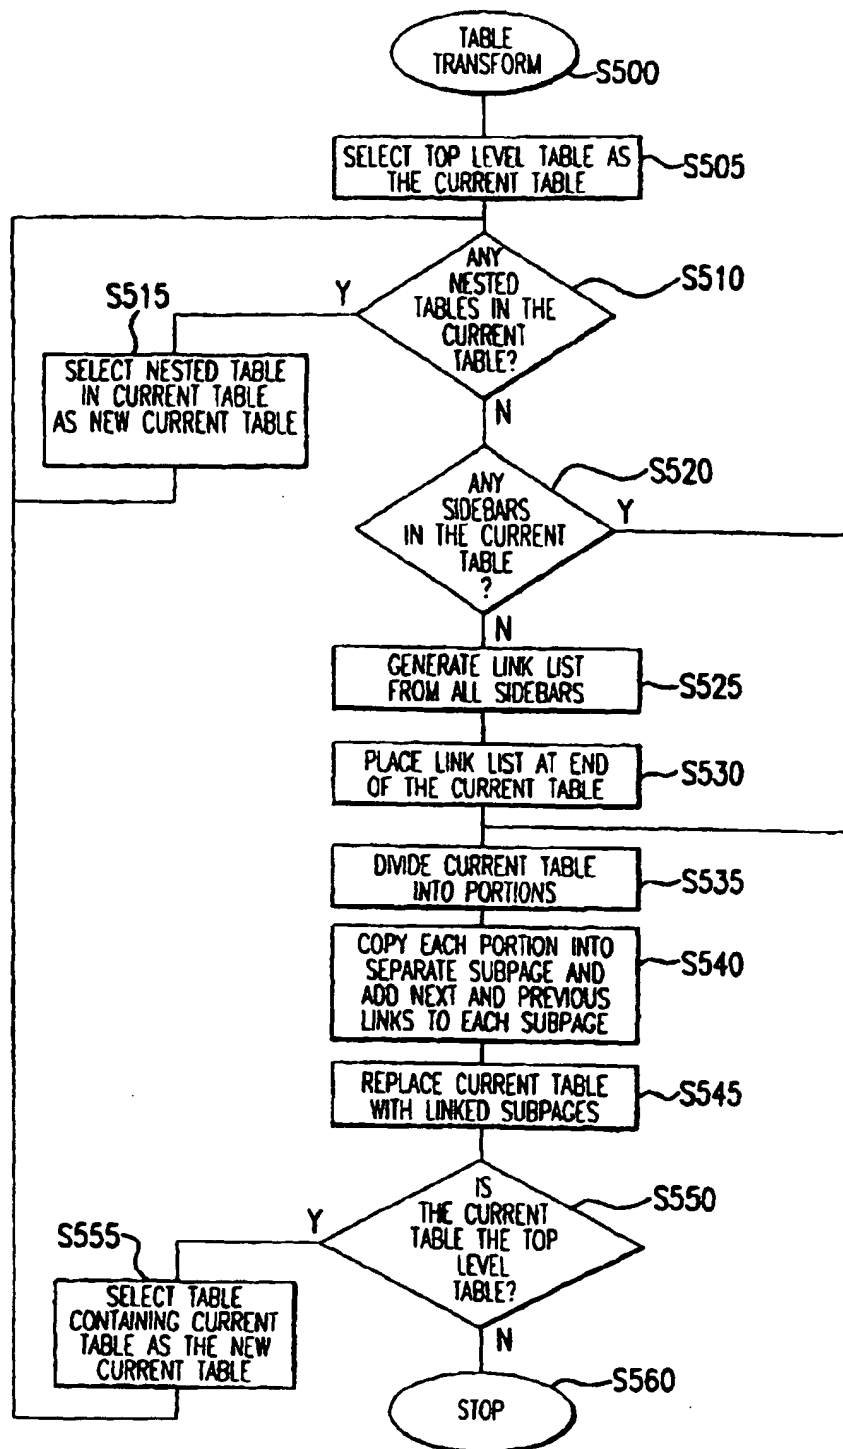 TABLE
TRANSFORM
S500
SELECT TOP LEVEL TABLE AS
THE CURRENT TABLE
S505
ANY
NESTED
TABLES IN THE
CURRENT
TABLE?
S510
Y
S515
SELECT NESTED TABLE
IN CURRENT TABLE
AS NEW CURRENT TABLE
N
ANY
SIDEBARS
IN THE CURRENT
TABLE
?
S520
Y
N
GENERATE LINK LIST
FROM ALL SIDEBARS
S525
PLACE LINK LIST AT END
OF THE CURRENT TABLE
S530
DIVIDE CURRENT TABLE
INTO PORTIONS
S535
COPY EACH PORTION INTO
SEPARATE SUBPAGE AND
ADD NEXT AND PREVIOUS
LINKS TO EACH SUBPAGE
S540
REPLACE CURRENT TABLE
WITH LINKED SUBPAGES
S545
IS
THE CURRENT
TABLE THE TOP
LEVEL
TABLE?
S550
Y
S555
SELECT TABLE
CONTAINING CURRENT
TABLE AS THE NEW
CURRENT TABLE
N
STOP
S560